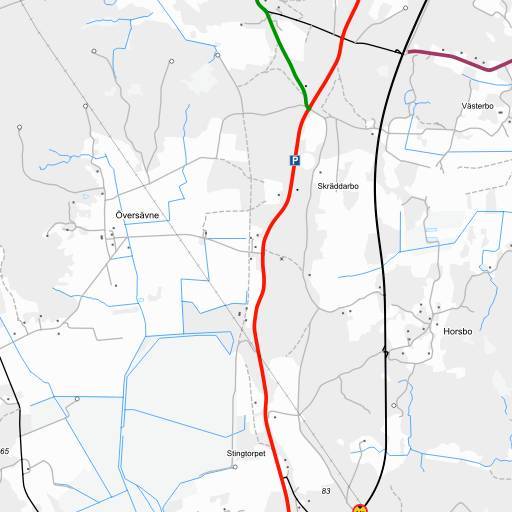 Västerbo
P
Skräddarbo
Översävne
Horsbo
Stingtorpet
65
83